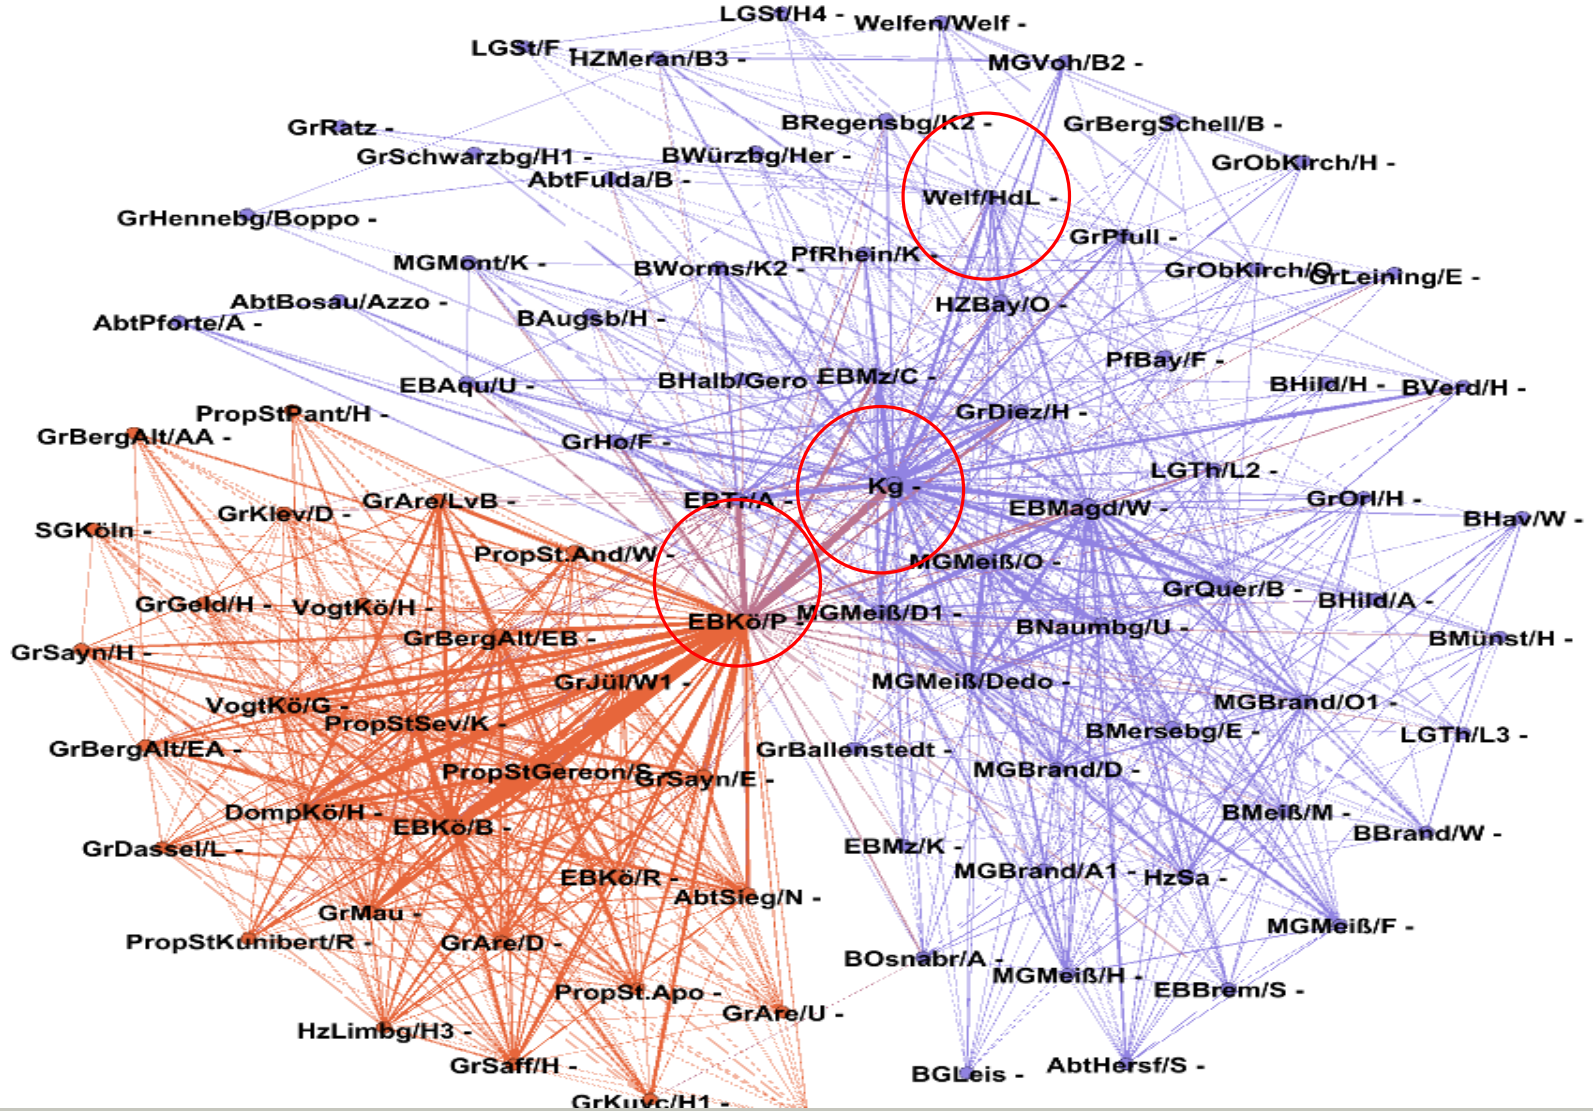 LGSt/H4 -
Welfen/Welf -
LGSt/F -
HZMeran/B3 -
MGVoh/B2 -
GrRatz -
BRegensbg/K2 -
GrBergSchell/B -
GrSchwarzbg/H1 -
BWürzbg/Her -
GrObKirch/H -
AbtFulda/B -
Welf/HdL -
GrHennebg/Boppo -
GrPfull -
MGMont/K -
BWorms/K2 -
PfRhein/K -
GrObKirch/O -
GrLeining/E -
AbtBosau/Azzo -
HZBay/O -
AbtPforte/A -
BAugsb/H -
PfBay/F -
EBAqu/U -
BHalb/Gero -
EBMz/C -
BHild/H -
BVerd/H -
PropStPant/H -
GrDiez/H -
GrBergAlt/AA -
GrHo/F -
LGTh/L2 -
Kg -
GrAre/LvB -
EBTr/A -
GrOrl/H -
GrKlev/D -
EBMagd/W -
BHav/W -
SGKöln -
PropSt.And/W -
MGMeiß/O -
GrQuer/B -
GrGeld/H -
VogtKö/H -
BHild/A -
EBKö/P -
MGMeiß/D1 -
BNaumbg/U -
GrBergAlt/EB -
BMünst/H -
GrSayn/H -
GrJül/W1 -
MGMeiß/Dedo -
VogtKö/G -
MGBrand/O1 -
PropStSev/K -
BMersebg/E -
LGTh/L3 -
GrBergAlt/EA -
GrBallenstedt -
PropStGereon/S -
GrSayn/E -
MGBrand/D -
DompKö/H -
EBKö/B -
BMeiß/M -
BBrand/W -
GrDassel/L -
EBMz/K -
EBKö/R -
MGBrand/A1 -
HzSa -
AbtSieg/N -
GrMau -
MGMeiß/F -
PropStKunibert/R -
GrAre/D -
BOsnabr/A -
MGMeiß/H -
PropSt.Apo -
EBBrem/S -
GrAre/U -
HzLimbg/H3 -
GrSaff/H -
BGLeis -
AbtHersf/S -
GrKuyc/H1 -